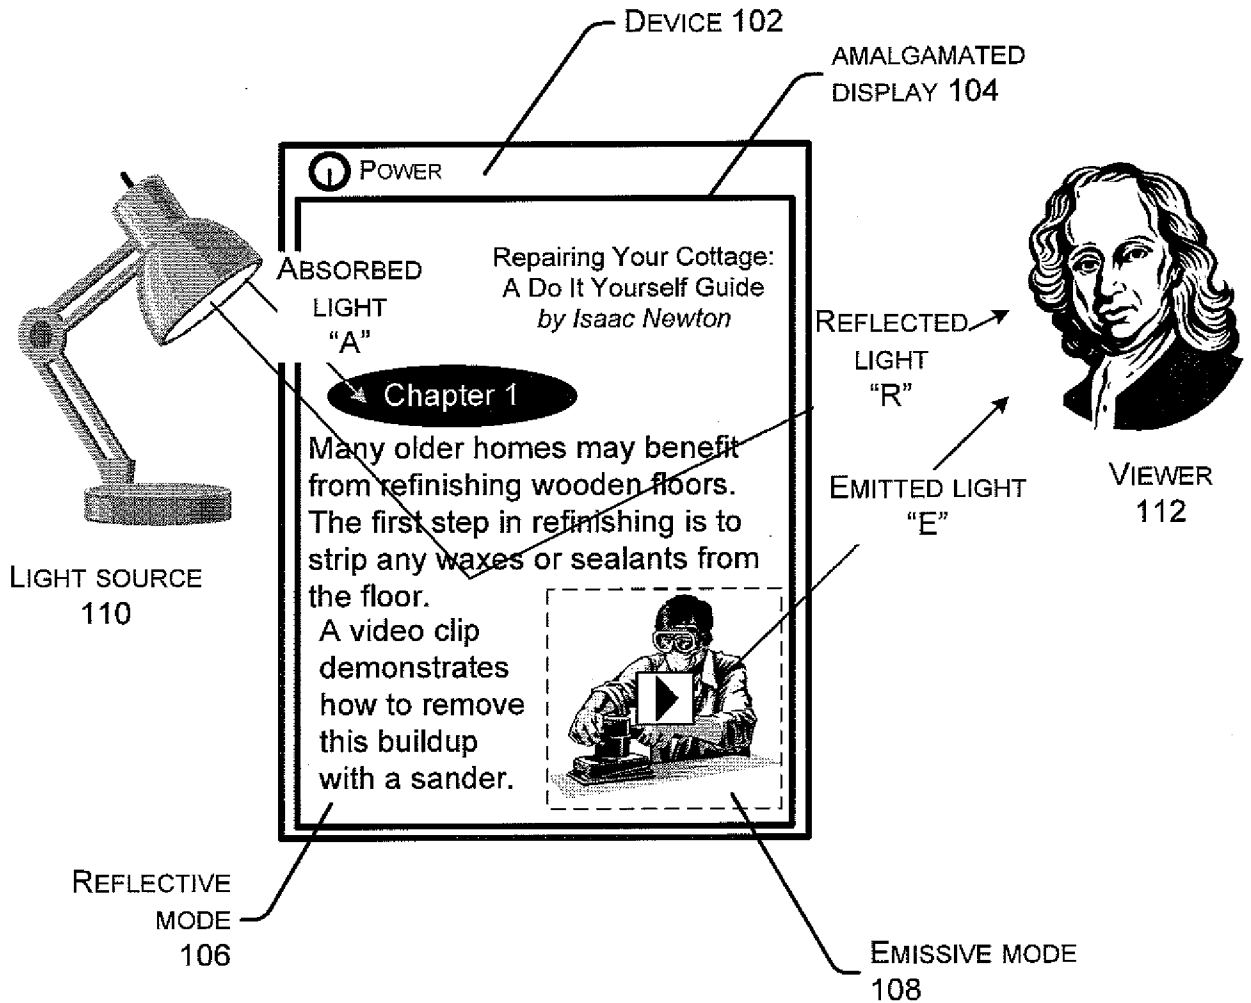 DEVICE 102
AMALGAMATED
DISPLAY 104
POWER
ABSORBED
LIGHT
“A”
Repairing Your Cottage:
A Do It Yourself Guide
by Isaac Newton
REFLECTED
LIGHT
“R”
Chapter 1
Many older homes may benefit
from refinishing wooden floors.
The first step in refinishing is to
strip any waxes or sealants from
the floor.
A video clip
demonstrates
how to remove
this buildup
with a sander.
EMITTED LIGHT
“E”
VIEWER
112
LIGHT SOURCE
110
REFLECTIVE
MODE
106
EMISSIVE MODE
108